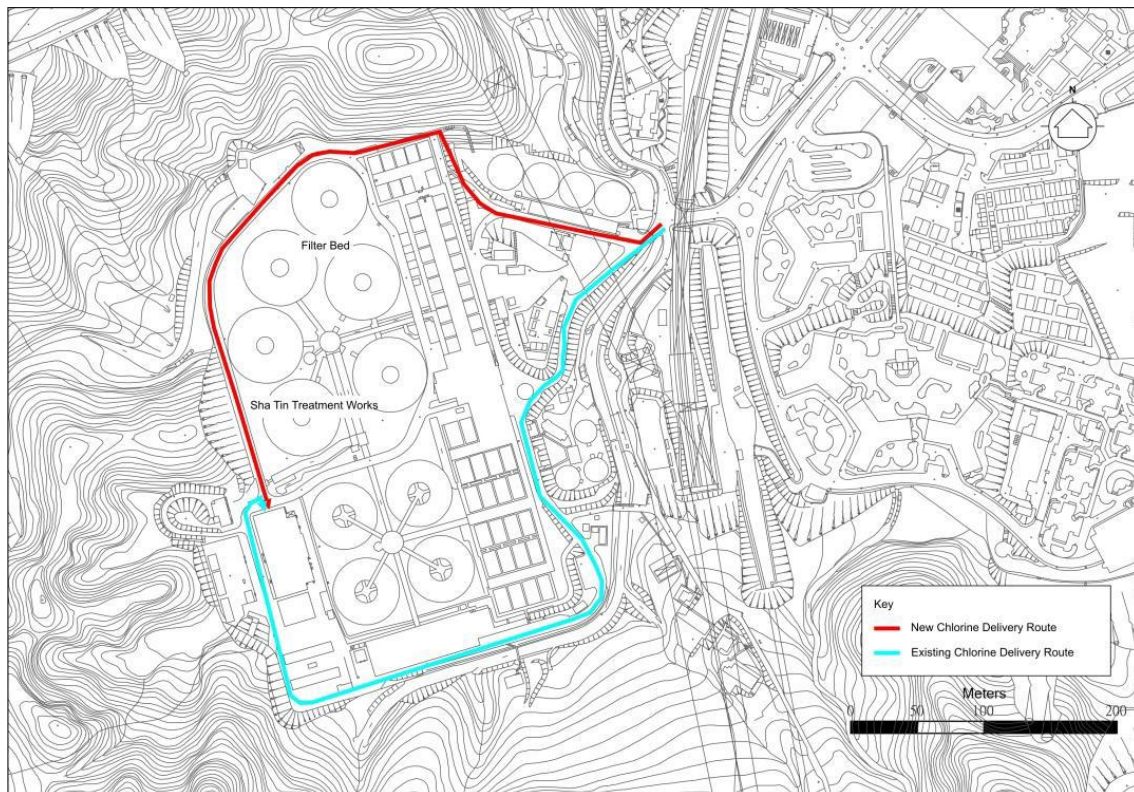 N
Filter Bed
Sha Tin Treatment Works
Key
New Chlorine Delivery Route
Existing Chlorine Delivery Route
Meters
0 50 100 200